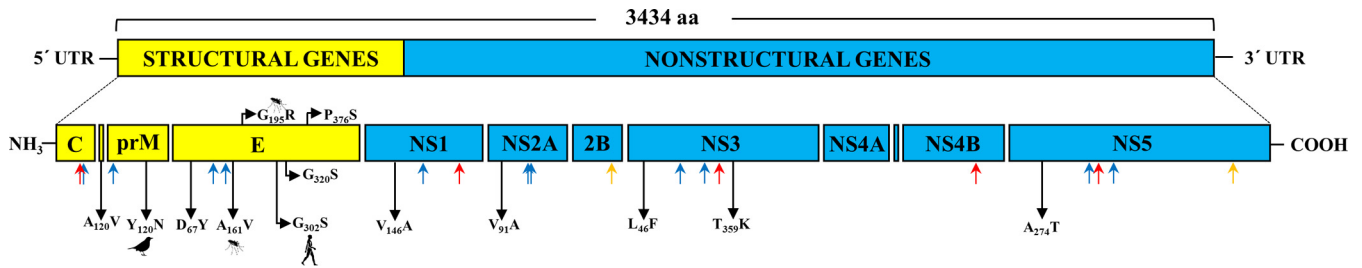 3434 aa
5´ UTR STRUCTURAL GENES NONSTRUCTURAL GENES 3´ UTR
G195R P376S
NH3 C prM E NS1 NS2A 2B NS3 NS4A NS4B NS5 COOH
G320S
A120V Y120N D67Y A161V G302S V146A V91A L46F T359K A274T